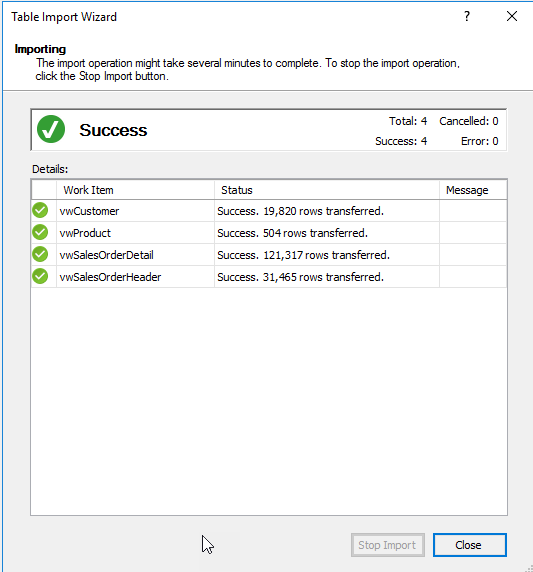 Table Import Wizard
?
Importing
The import operation might take several minutes to complete. To stop the import operation,
click the Stop Import button.
Success
Total: 4 Cancelled: 0
Success: 4 Error: 0
Details:
Work Item Status Message
vwCustomer Success. 19,820 rows transferred.
vwProduct Success. 504 rows transferred.
vwSalesOrderDetail Success. 121,317 rows transferred.
vwSalesOrderHeader Success. 31,465 rows transferred.
Stop Import Close